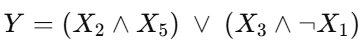 Y = (X₂ ∧ X₅) ∨ (X₃ ∧ ¬X₁)